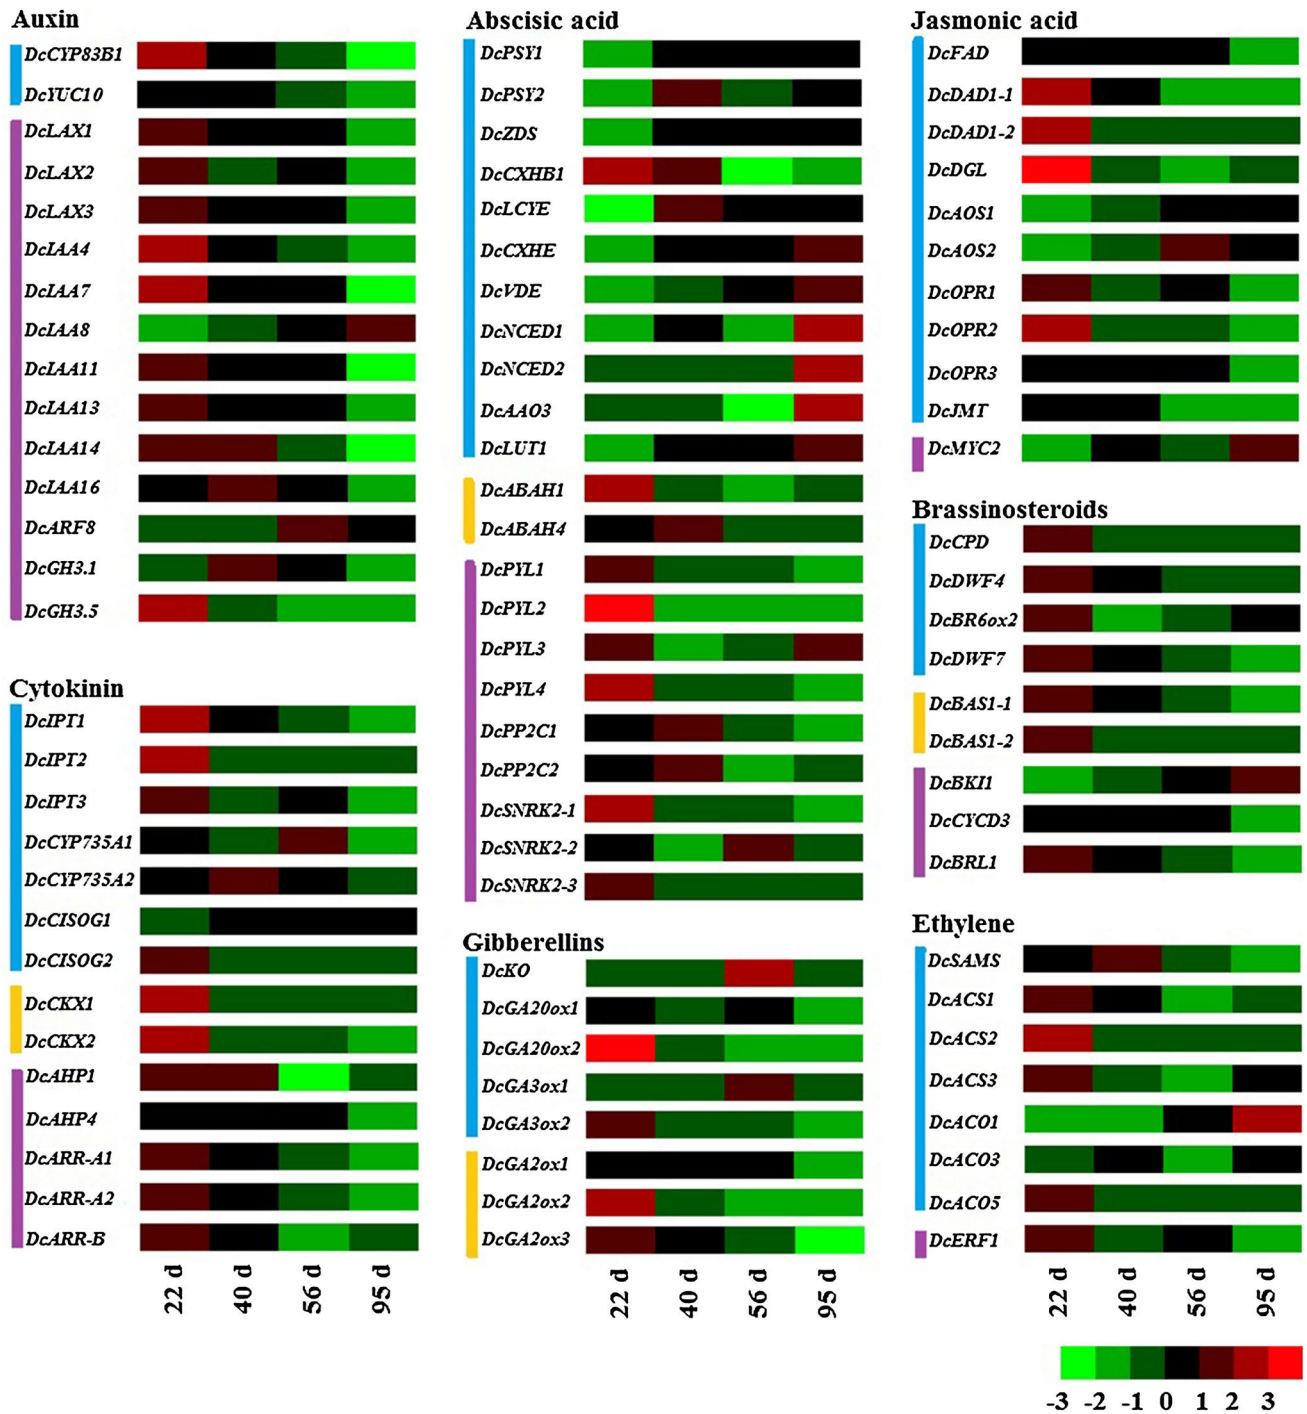 Auxin
DcCYP83B1
DcYUC10
DcLAX1
DcLAX2
DcLAX3
DcIAA4
DcIAA7
DcIAA8
DcIAA11
DcIAA13
DcIAA14
DcIAA16
DcARF8
DcGH3.1
DcGH3.5
Cytokinin
DcIPT1
DcIPT2
DcIPT3
DcCYP735A1
DcCYP735A2
DcCISOG1
DcCISOG2
DcCKX1
DcCKX2
DcAHP1
DcAHP4
DcARR-A1
DcARR-A2
DcARR-B
22 d 40 d 56 d 95 d
Abscisic acid
DcPSY1
DcPSY2
DcZDS
DcCXHB1
DcLCYE
DcCXHE
DcVDE
DcNCED1
DcNCED2
DcAAO3
DcLUT1
DcABAH1
DcABAH4
DcPYL1
DcPYL2
DcPYL3
DcPYL4
DcPP2C1
DcPP2C2
DcSNRK2-1
DcSNRK2-2
DcSNRK2-3
Gibberellins
DcKO
DcGA20ox1
DcGA20ox2
DcGA3ox1
DcGA3ox2
DcGA2ox1
DcGA2ox2
DcGA2ox3
22 d 40 d 56 d 95 d
Jasmonic acid
DcFAD
DcDAD1-1
DcDAD1-2
DcDGL
DcAOS1
DcAOS2
DcOPR1
DcOPR2
DcOPR3
DcJMT
DcMYC2
Brassinosteroids
DcCPD
DcDWF4
DcBR6ox2
DcDWF7
DcBAS1-1
DcBAS1-2
DcBKI1
DcCYCD3
DcBRL1
Ethylene
DcSAMS
DcACS1
DcACS2
DcACS3
DcACO1
DcACO3
DcACO5
DcERF1
22 d 40 d 56 d 95 d
-3 -2 -1 0 1 2 3